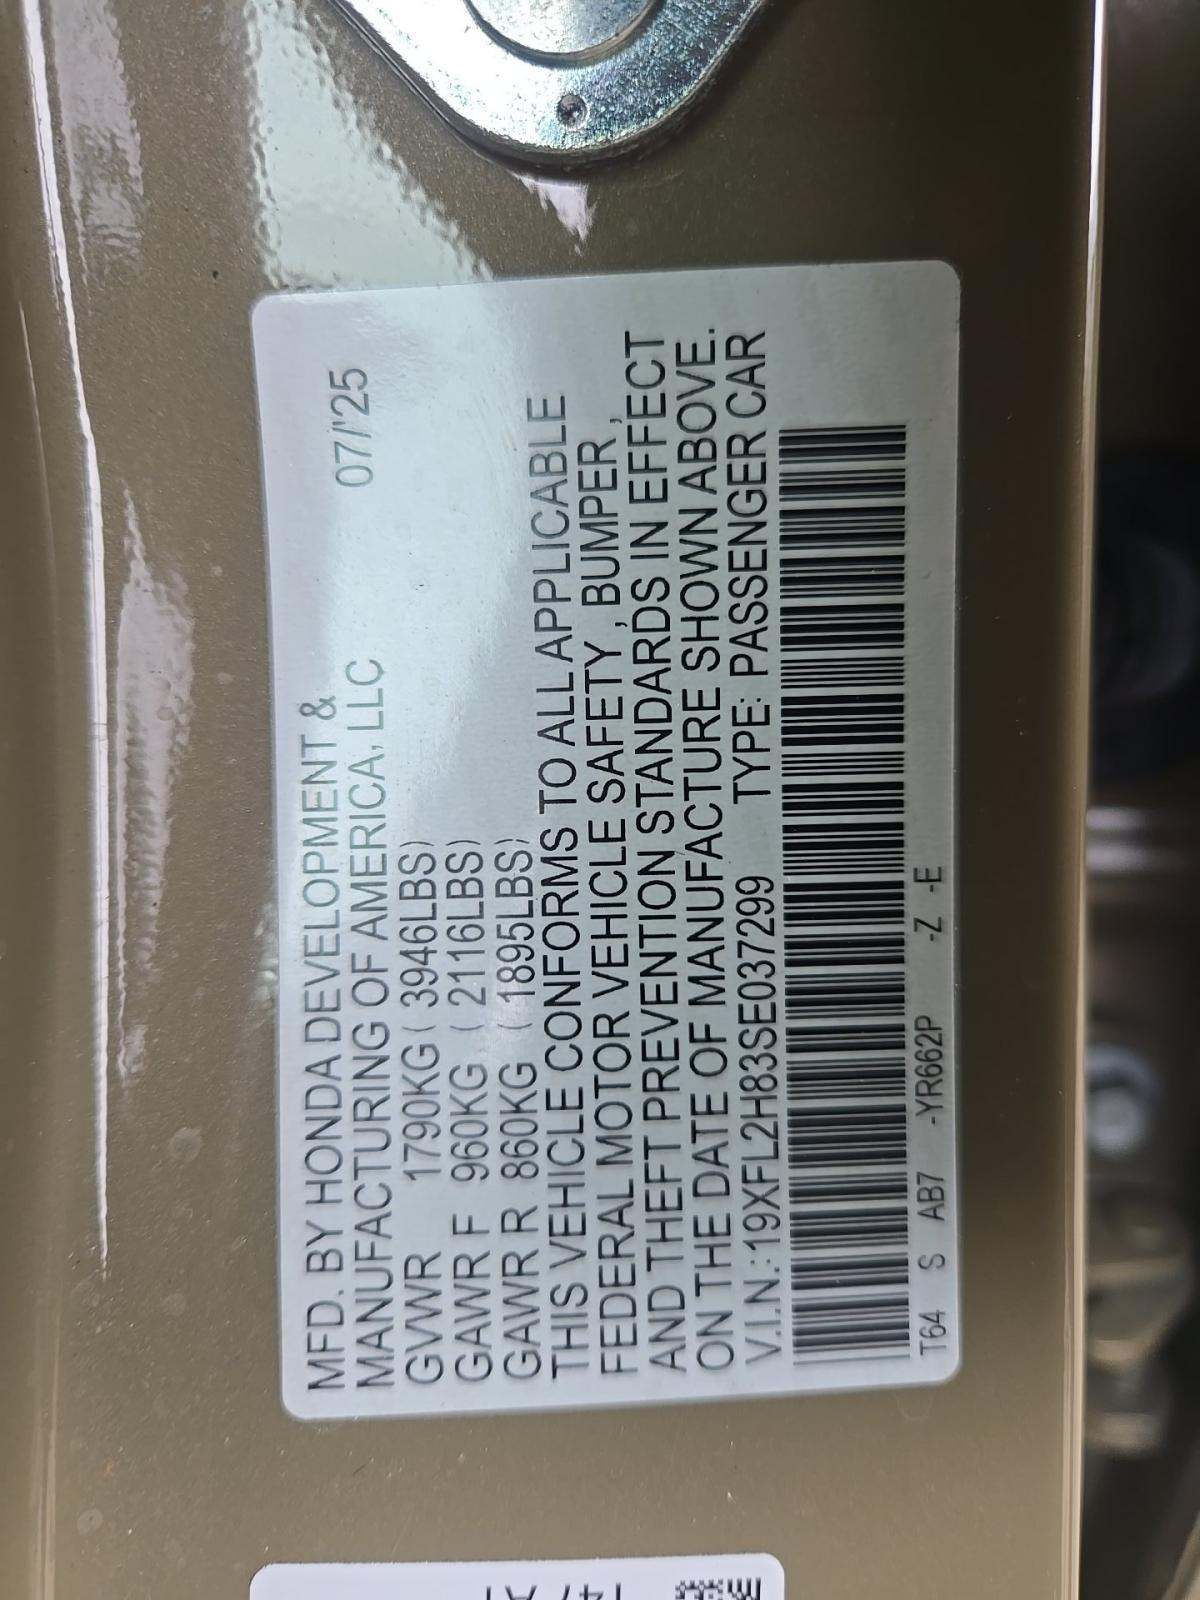 MFD. BY HONDA DEVELOPMENT &
MANUFACTURING OF AMERICA, LLC 07/'25
GVWR 1790KG ( 3946LBS)
GAWR F 960KG ( 2116LBS)
GAWR R 860KG ( 1895LBS)
THIS VEHICLE CONFORMS TO ALL APPLICABLE
FEDERAL MOTOR VEHICLE SAFETY , BUMPER ,
AND THEFT PREVENTION STANDARDS IN EFFECT
ON THE DATE OF MANUFACTURE SHOWN ABOVE.
V.I.N.:19XFL2H83SE037299 TYPE: PASSENGER CAR
T64 S AB7 -YR662P -Z -E